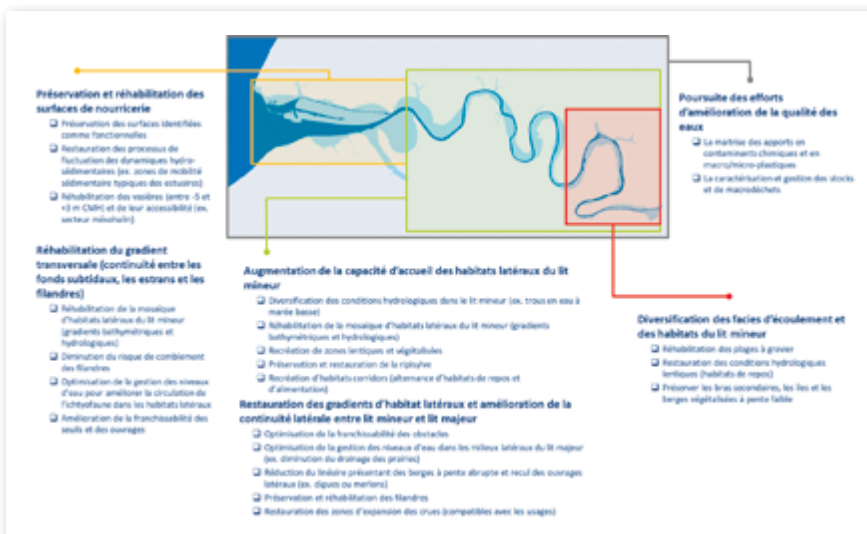 Préservation et réhabilitation des
surfaces de nourricerie
Préservation des surfaces identifiées
comme fonctionnelles
Restauration des processus de
fluctuation des dynamiques hydro-
sédimentaires (ex. zones de mobilité
sédimentaire typiques des estuaires)
Réhabilitation des vasières (entre -5 et
+3 m CMH) et de leur accessibilité (ex.
secteur mésohalin)
Réhabilitation du gradient
transversale (continuité entre les
fonds subtidaux, les estrans et les
filandres)
Réhabilitation de la mosaïque
d'habitats latéraux du lit mineur
(gradients bathymétriques et
hydrologiques)
Diminution du risque de comblement
des filandres
Optimisation de la gestion des niveaux
d'eau pour améliorer la circulation de
l'ichtyofaune dans les habitats latéraux
Amélioration de la franchissabilité des
seuils et des ouvrages
Augmentation de la capacité d'accueil des habitats latéraux du lit
mineur
Diversification des conditions hydrologiques dans le lit mineur (ex. trous en eau à
marée basse)
Réhabilitation de la mosaïque d'habitats latéraux du lit mineur (gradients
bathymétriques et hydrologiques)
Recréation de zones lentiques et végétalisées
Préservation et restauration de la ripisylve
Recréation d'habitats corridors (alternance d'habitats de repos et
d'alimentation)
Restauration des gradients d'habitat latéraux et amélioration de la
continuité latérale entre lit mineur et lit majeur
Optimisation de la franchissabilité des obstacles
Optimisation de la gestion des niveaux d'eau dans les milieux latéraux du lit majeur
(ex. diminution du drainage des prairies)
Réduction du linéaire présentant des berges à pente abrupte et recul des ouvrages
latéraux (ex. digues ou merlons)
Préservation et réhabilitation des filandres
Restauration des zones d'expansion des crues (compatibles avec les usages)
Poursuite des efforts
d'amélioration de la qualité des
eaux
La maitrise des apports en
contaminants chimiques et en
macro/micro-plastiques
La caractérisation et gestion des stocks
et de macrodéchets
Diversification des facies d'écoulement et
des habitats du lit mineur
Réhabilitation des plages à gravier
Restauration des conditions hydrologiques
lentiques (habitats de repos)
Préserver les bras secondaires, les îles et les
berges végétalisées à pente faible